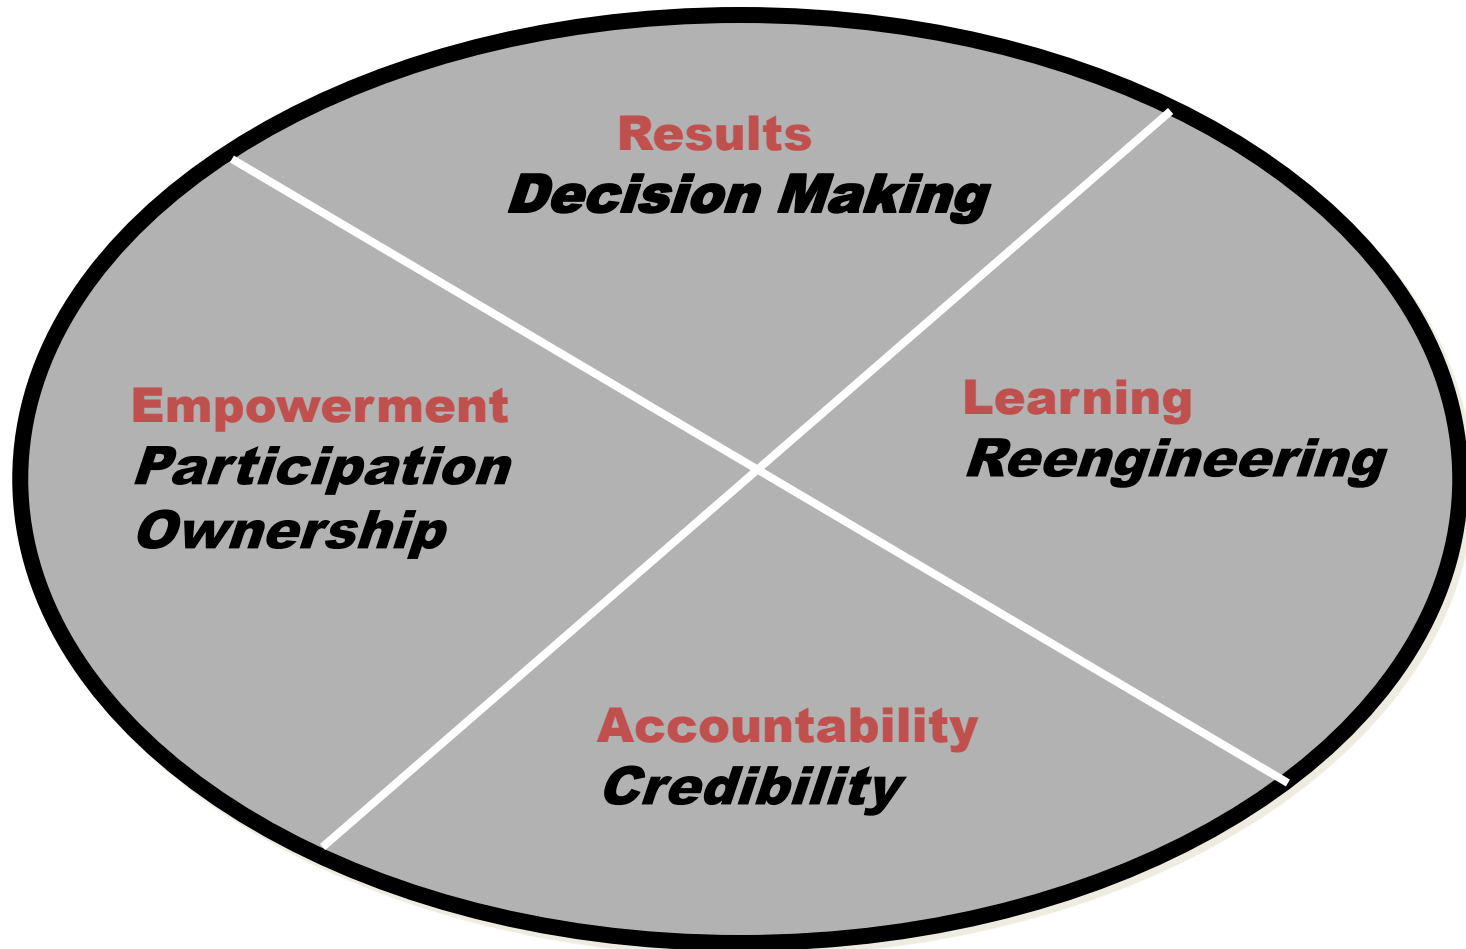 Results
Decision Making
Empowerment
Participation
Ownership
Learning
Reengineering
Accountability
Credibility